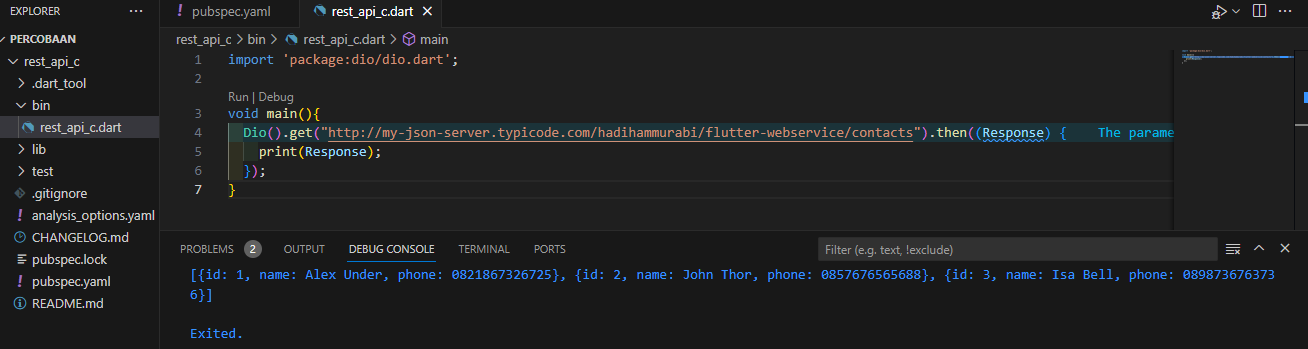 EXPLORER ···
PERCOBAAN
rest_api_c
.dart_tool
bin
rest_api_c.dart
lib
test
.gitignore
analysis_options.yaml
CHANGELOG.md
pubspec.lock
pubspec.yaml
README.md
! pubspec.yaml rest_api_c.dart ×
rest_api_c > bin > rest_api_c.dart > main
1 import 'package:dio/dio.dart';
2
Run | Debug
3 void main(){
4 Dio().get("http://my-json-server.typicode.com/hadihammurabi/flutter-webservice/contacts").then((Response) { The parame
5 print(Response);
6 });
7 }
PROBLEMS 2 OUTPUT DEBUG CONSOLE TERMINAL PORTS Filter (e.g. text, !exclude)
[{id: 1, name: Alex Under, phone: 0821867326725}, {id: 2, name: John Thor, phone: 0857676565688}, {id: 3, name: Isa Bell, phone: 089873676373
6}]
Exited.